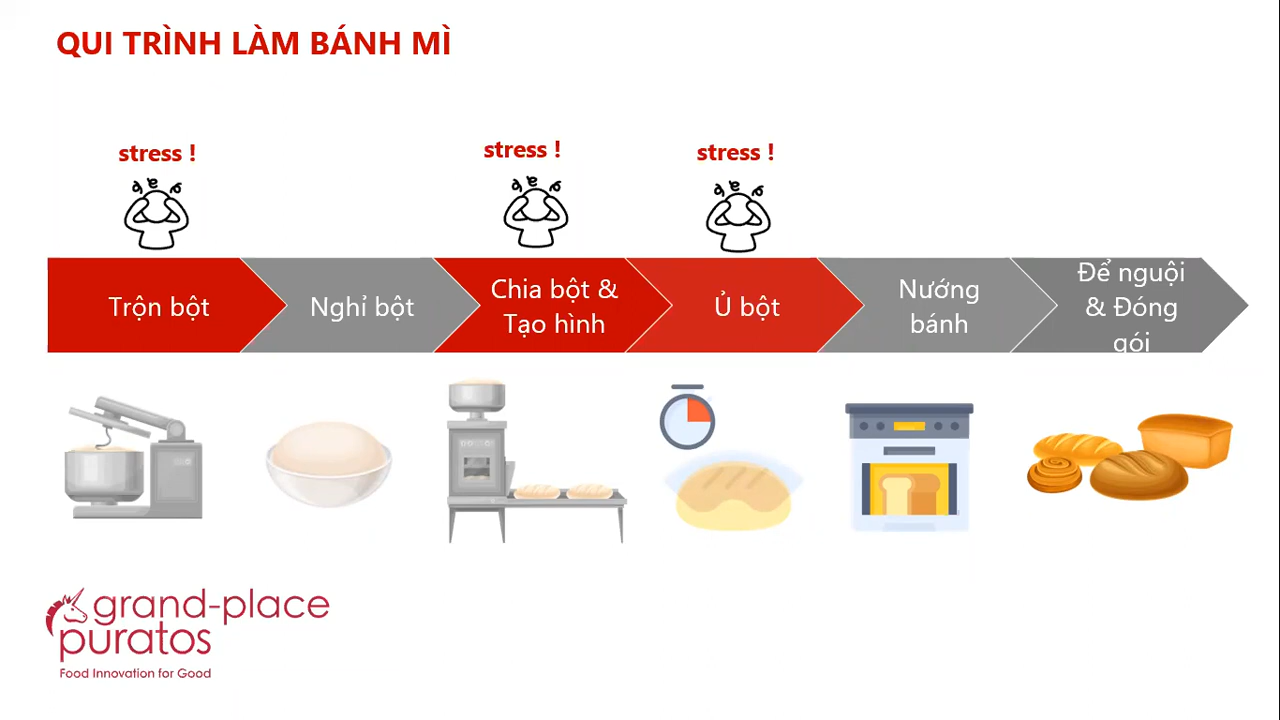 QUI TRÌNH LÀM BÁNH MÌ
stress !
stress !
stress !
Trộn bột
Nghỉ bột
Chia bột &
Tạo hình
Ủ bột
Nướng
bánh
Để nguội
& Đóng
gói
grand-place
puratos
Food Innovation for Good